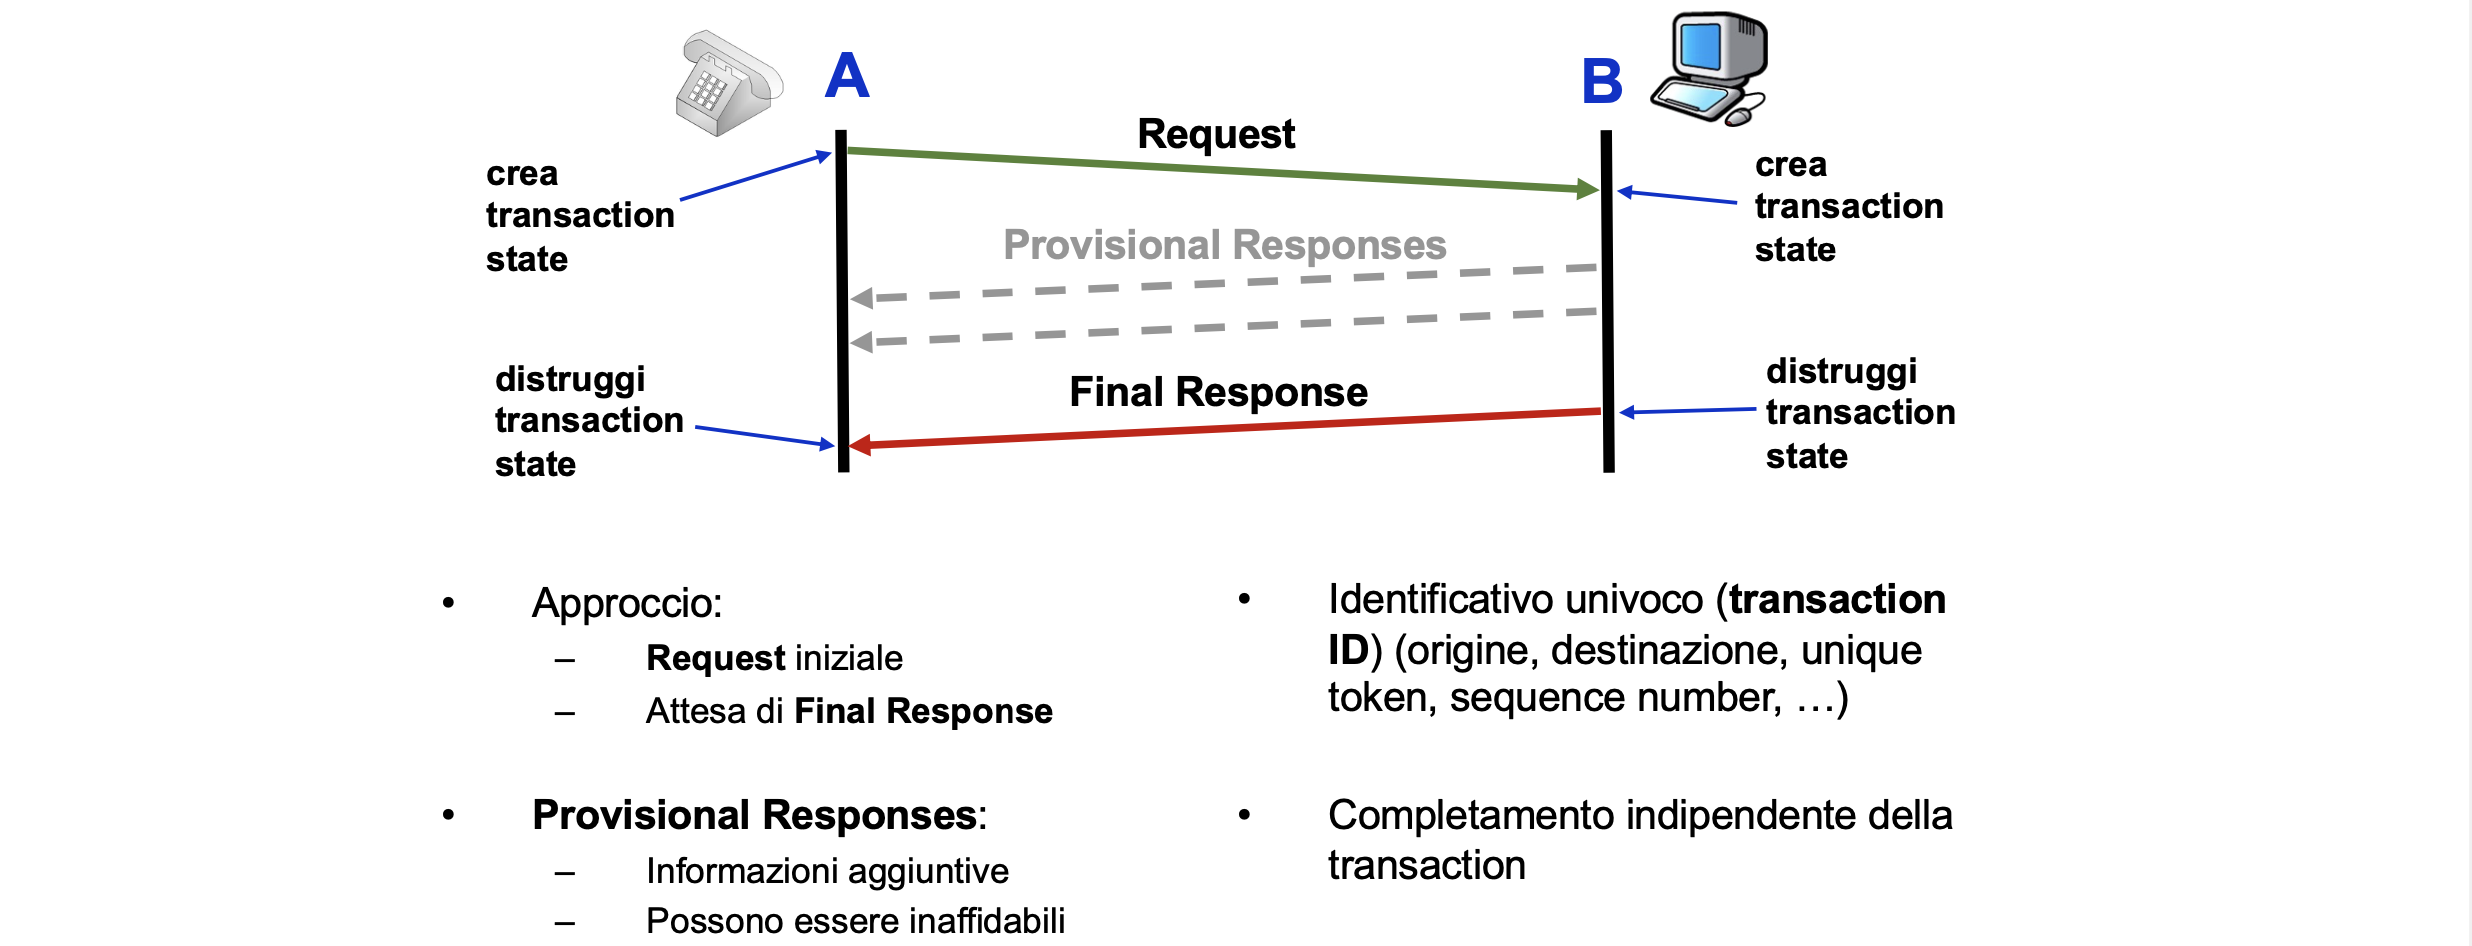 A
B
Request
crea
transaction
state
crea
transaction
state
Provisional Responses
distruggi
transaction
state
Final Response
distruggi
transaction
state
• Approccio:
– Request iniziale
– Attesa di Final Response
• Provisional Responses:
– Informazioni aggiuntive
– Possono essere inaffidabili
• Identificativo univoco (transaction
ID) (origine, destinazione, unique
token, sequence number, …)
• Completamento indipendente della
transaction